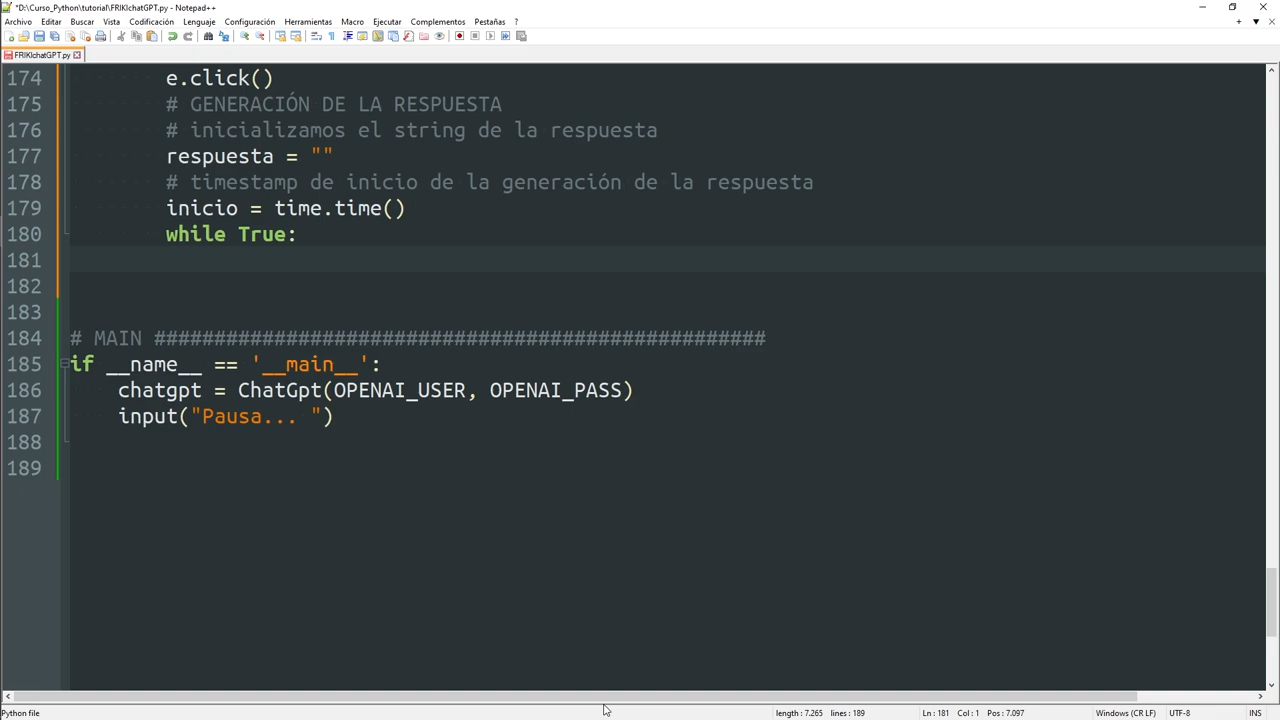 *D:\Curso_Python\tutorial\FRIKIchatGPT.py - Notepad++
Archivo Editar Buscar Vista Codificación Lenguaje Configuración Herramientas Macro Ejecutar Complementos Pestañas ?
FRIKIchatGPT.py
174 e.click()
175 # GENERACIÓN DE LA RESPUESTA
176 # inicializamos el string de la respuesta
177 respuesta = ""
178 # timestamp de inicio de la generación de la respuesta
179 inicio = time.time()
180 while True:
181
182
183
184 # MAIN ###################################################
185 if __name__ == '__main__':
186 chatgpt = ChatGpt(OPENAI_USER, OPENAI_PASS)
187 input("Pausa... ")
188
189
Python file length : 7.265 lines : 189 Ln : 181 Col : 1 Pos : 7.097 Windows (CR LF) UTF-8 INS